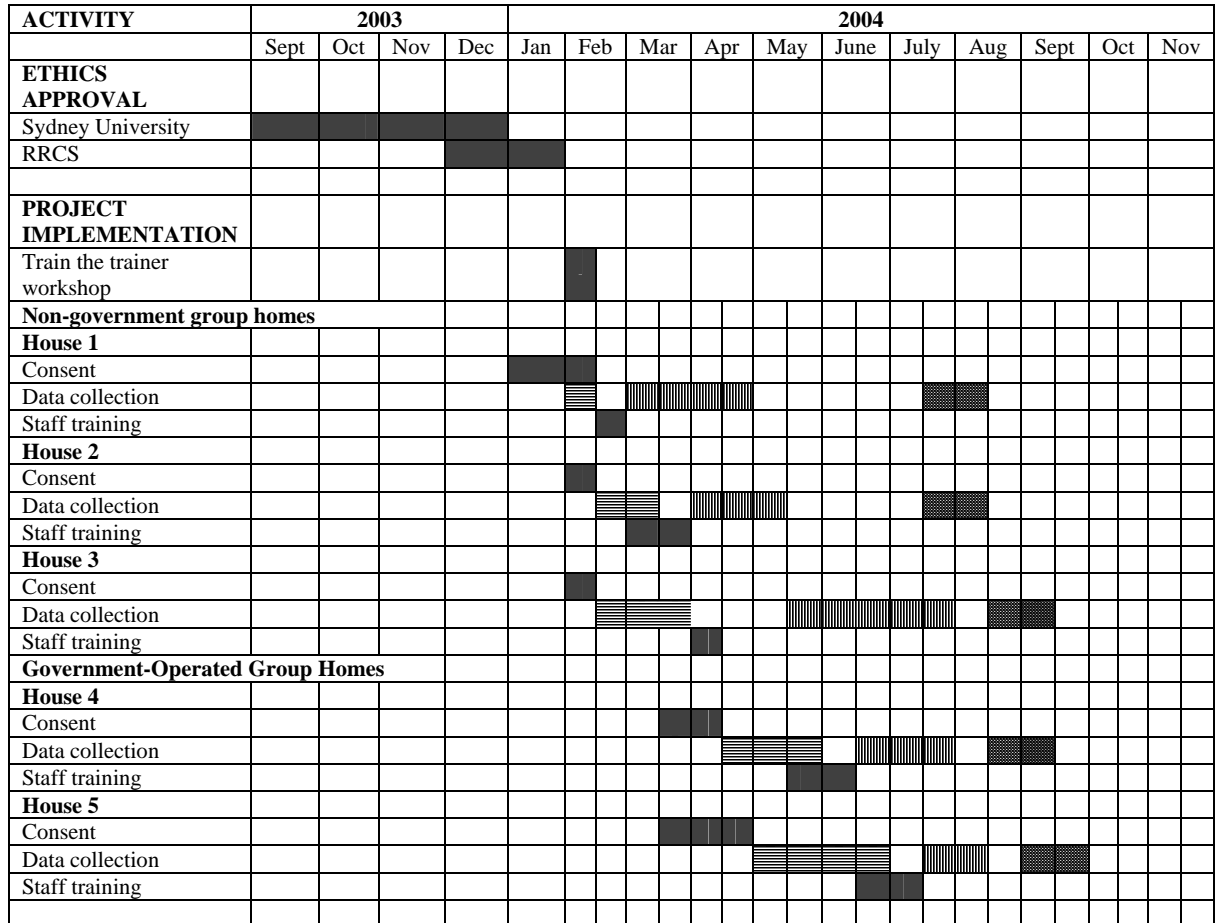 ACTIVITY 2003 2004
Sept Oct Nov Dec Jan Feb Mar Apr May June July Aug Sept Oct Nov
ETHICS
APPROVAL
Sydney University
RRCS
PROJECT
IMPLEMENTATION
Train the trainer
workshop
Non-government group homes
House 1
Consent
Data collection
Staff training
House 2
Consent
Data collection
Staff training
House 3
Consent
Data collection
Staff training
Government-Operated Group Homes
House 4
Consent
Data collection
Staff training
House 5
Consent
Data collection
Staff training